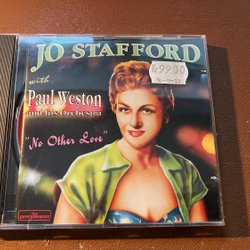 JO STAFFORD
with
Paul Weston
and his Orchestra
"No Other Love"